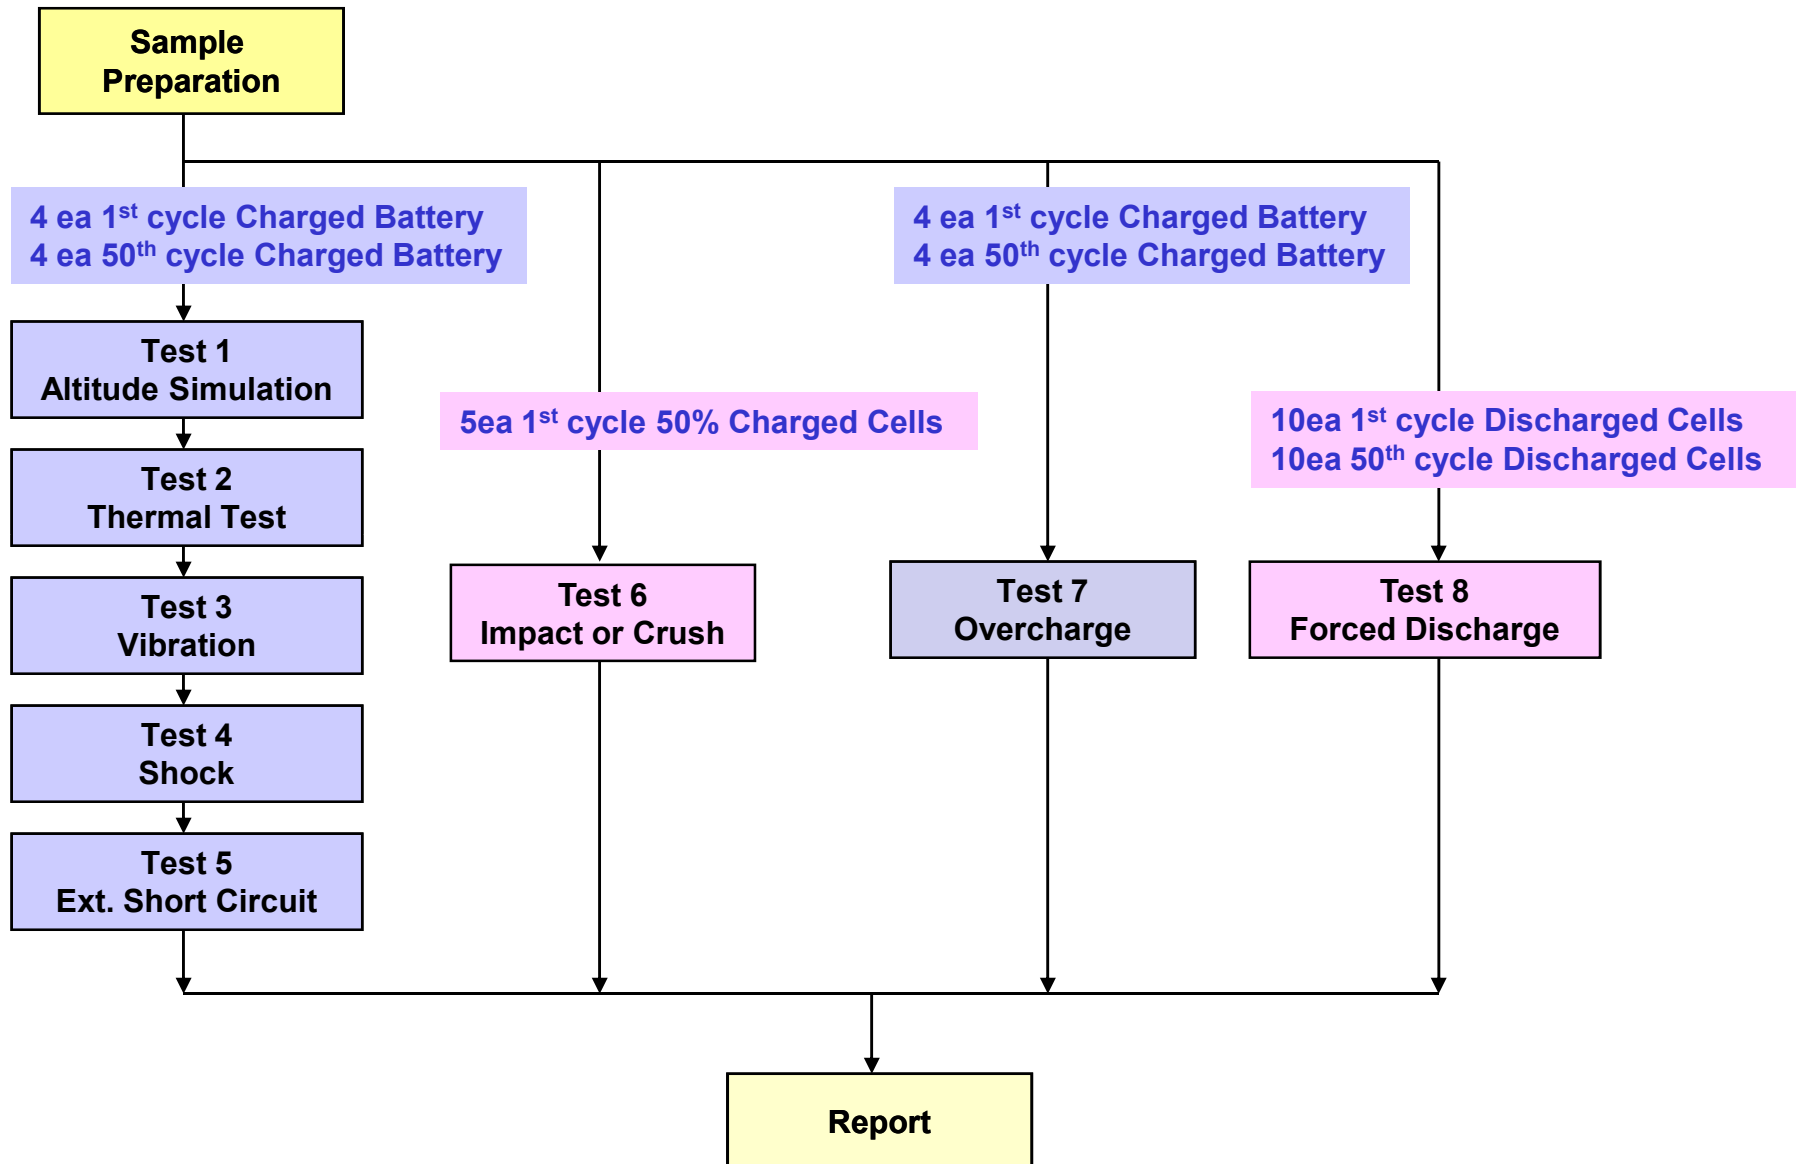 Sample
Preparation
4 ea 1st cycle Charged Battery
4 ea 50th cycle Charged Battery
4 ea 1st cycle Charged Battery
4 ea 50th cycle Charged Battery
Test 1
Altitude Simulation
5ea 1st cycle 50% Charged Cells
10ea 1st cycle Discharged Cells
10ea 50th cycle Discharged Cells
Test 2
Thermal Test
Test 3
Vibration
Test 6
Impact or Crush
Test 7
Overcharge
Test 8
Forced Discharge
Test 4
Shock
Test 5
Ext. Short Circuit
Report